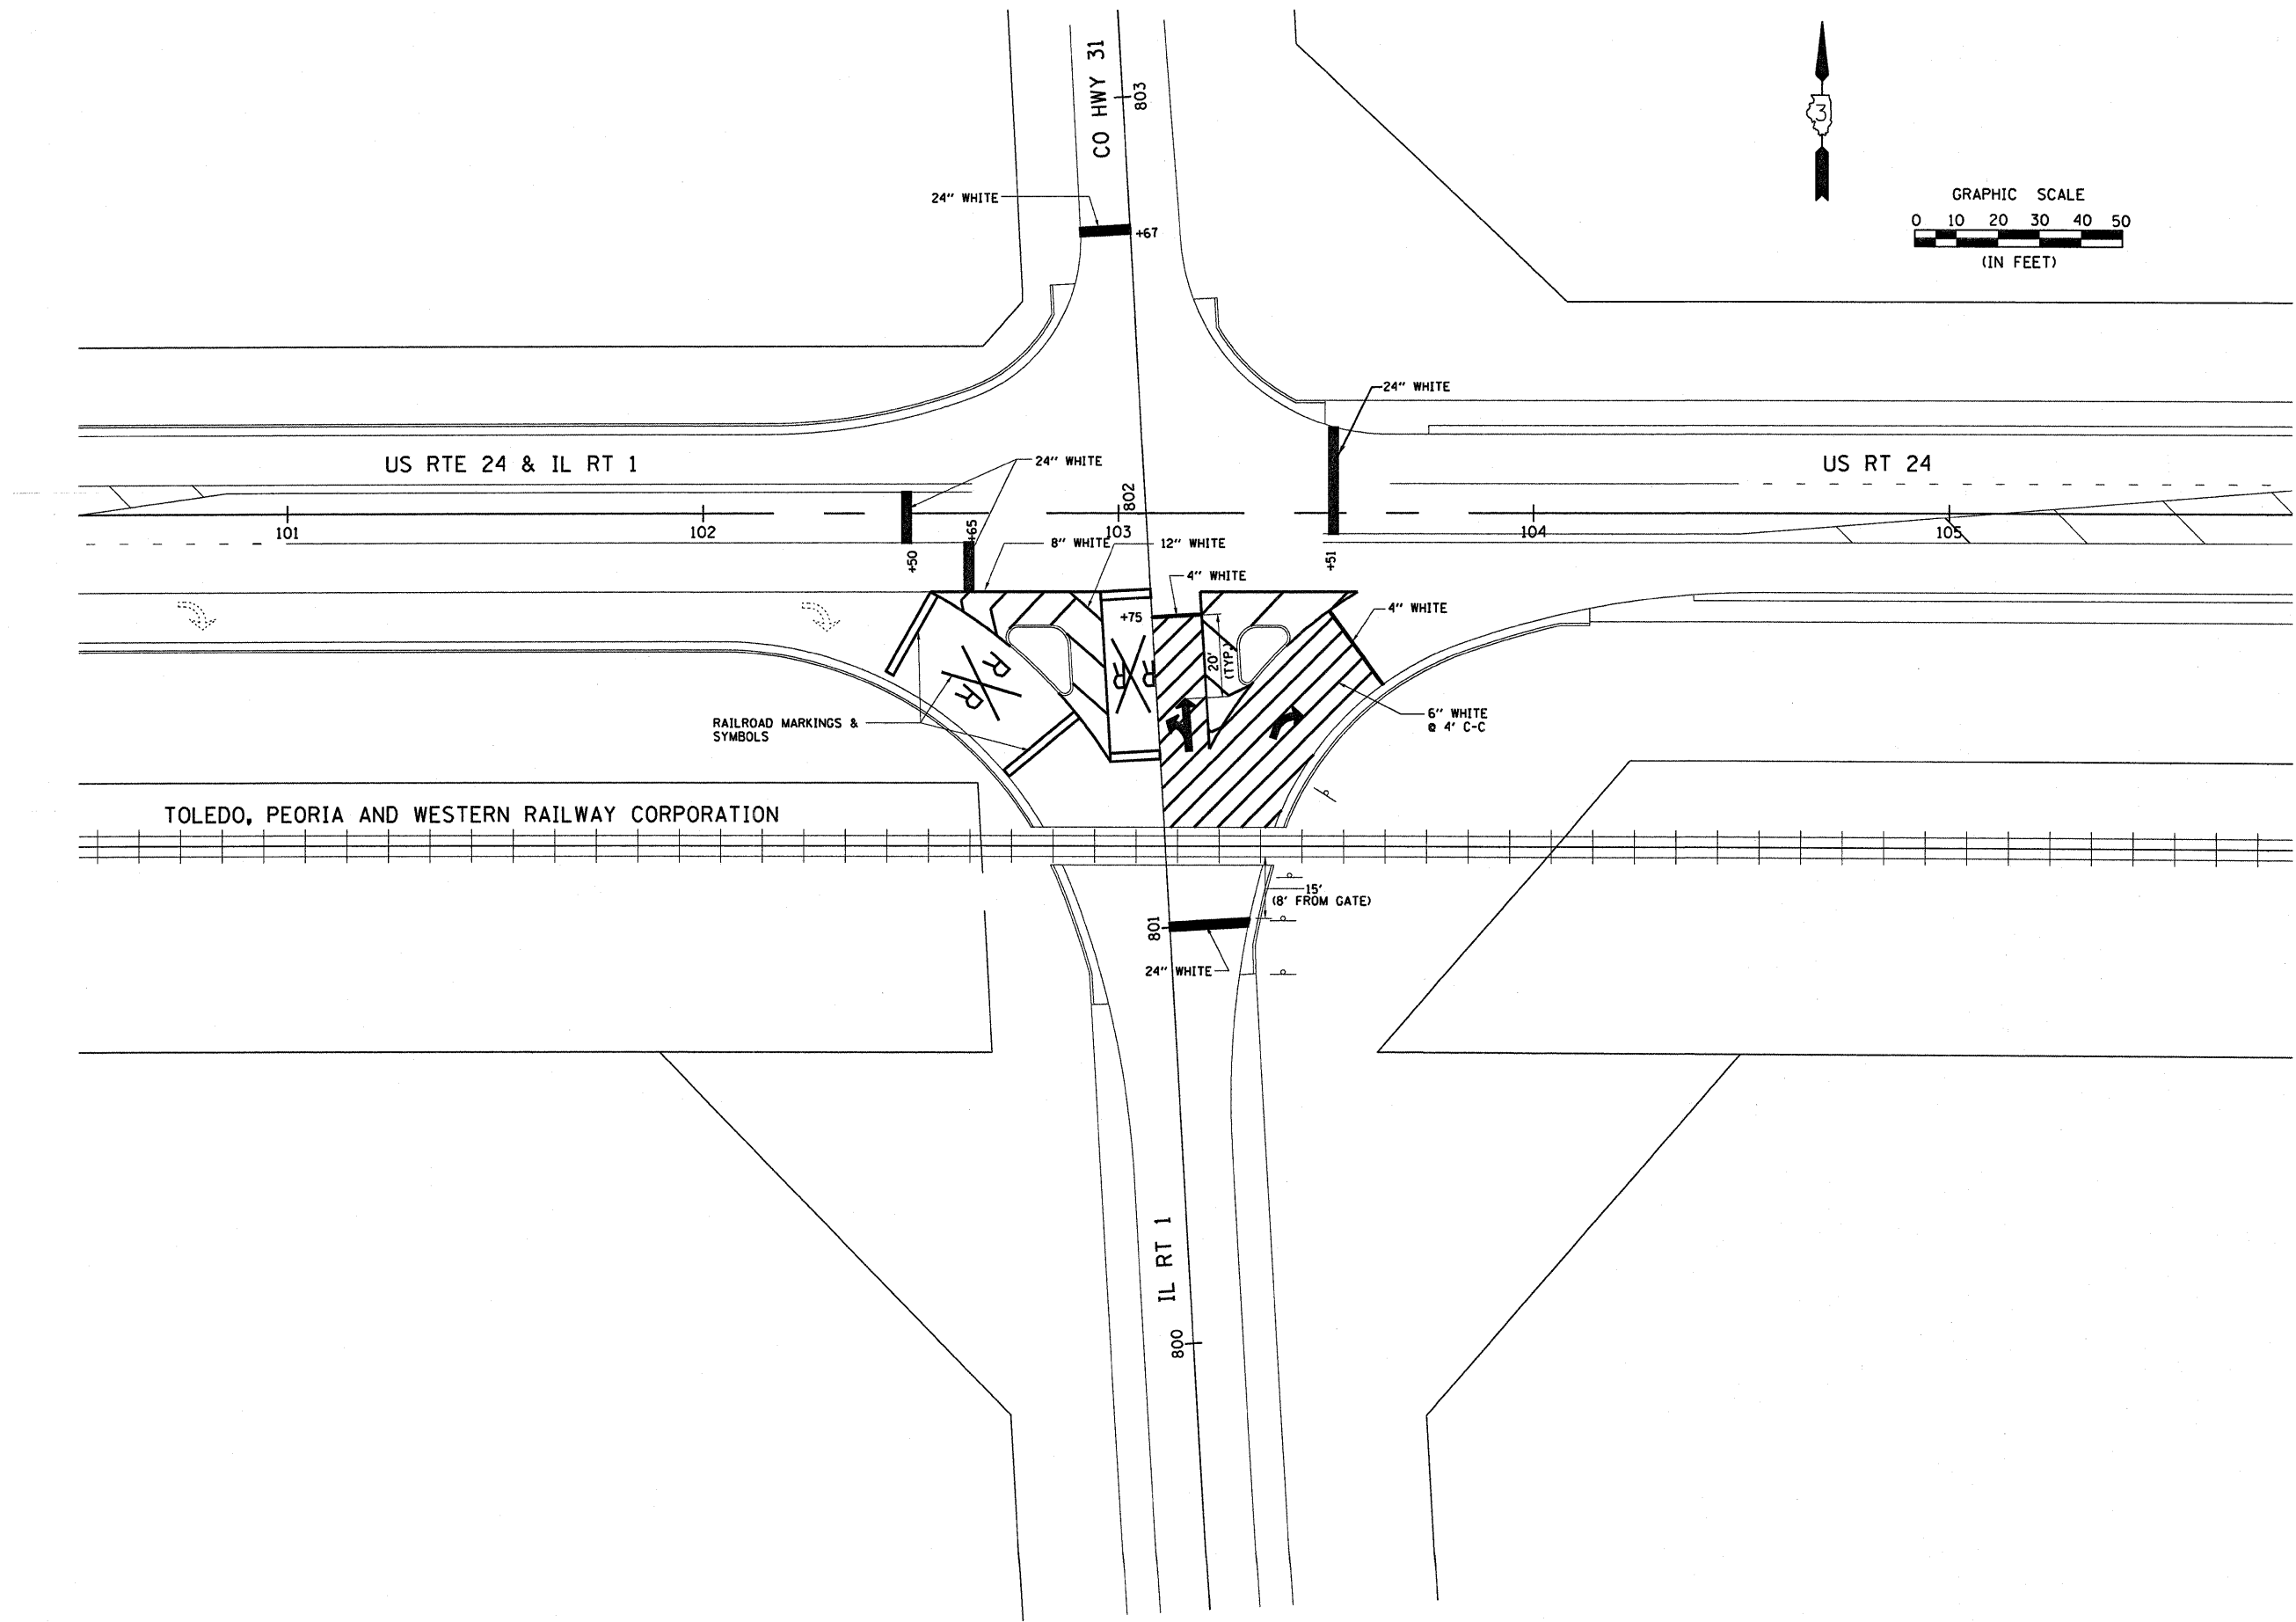 CO HWY 31
803
3
24" WHITE
+67
GRAPHIC SCALE
0 10 20 30 40 50
(IN FEET)
24" WHITE
US RTE 24 & IL RT 1
24" WHITE
US RT 24
802
101
102
103
104
105
+50
+65
+51
8" WHITE
12" WHITE
4" WHITE
+75
4" WHITE
20'
(TYP.)
R R
R R
RAILROAD MARKINGS &
SYMBOLS
6" WHITE
@ 4' C-C
TOLEDO, PEORIA AND WESTERN RAILWAY CORPORATION
15'
(8' FROM GATE)
801
24" WHITE
IL RT 1
800